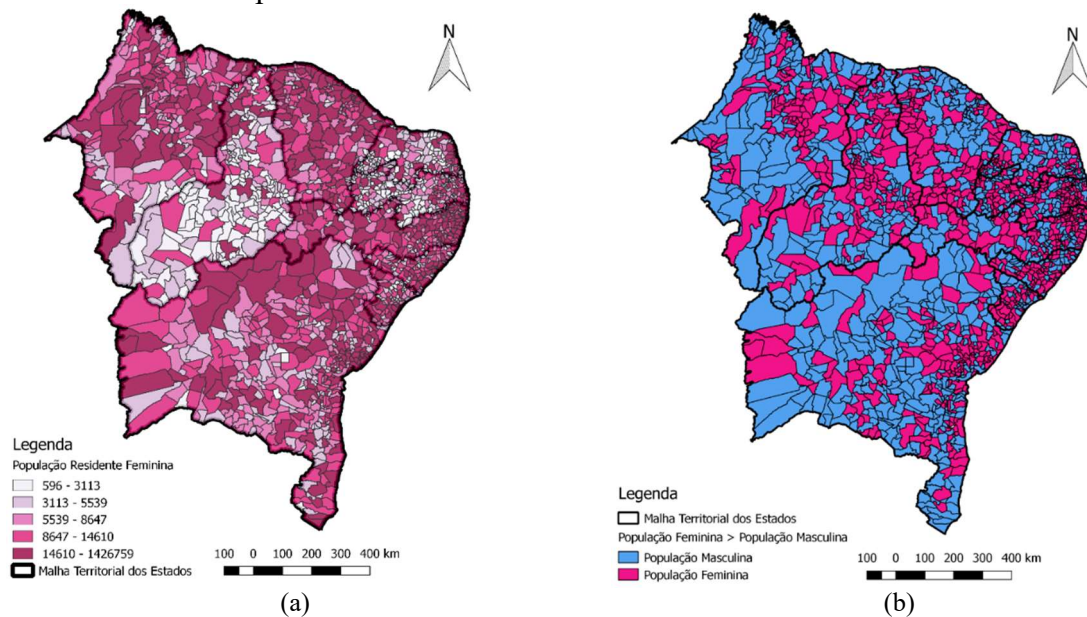 N
Legenda
População Residente Feminina
596 - 3113
3113 - 5539
5539 - 8647
8647 - 14610
14610 - 1426759
Malha Territorial dos Estados
100 0 100 200 300 400 km
(a)
N
Legenda
Malha Territorial dos Estados
População Feminina > População Masculina
População Masculina
População Feminina
100 0 100 200 300 400 km
(b)